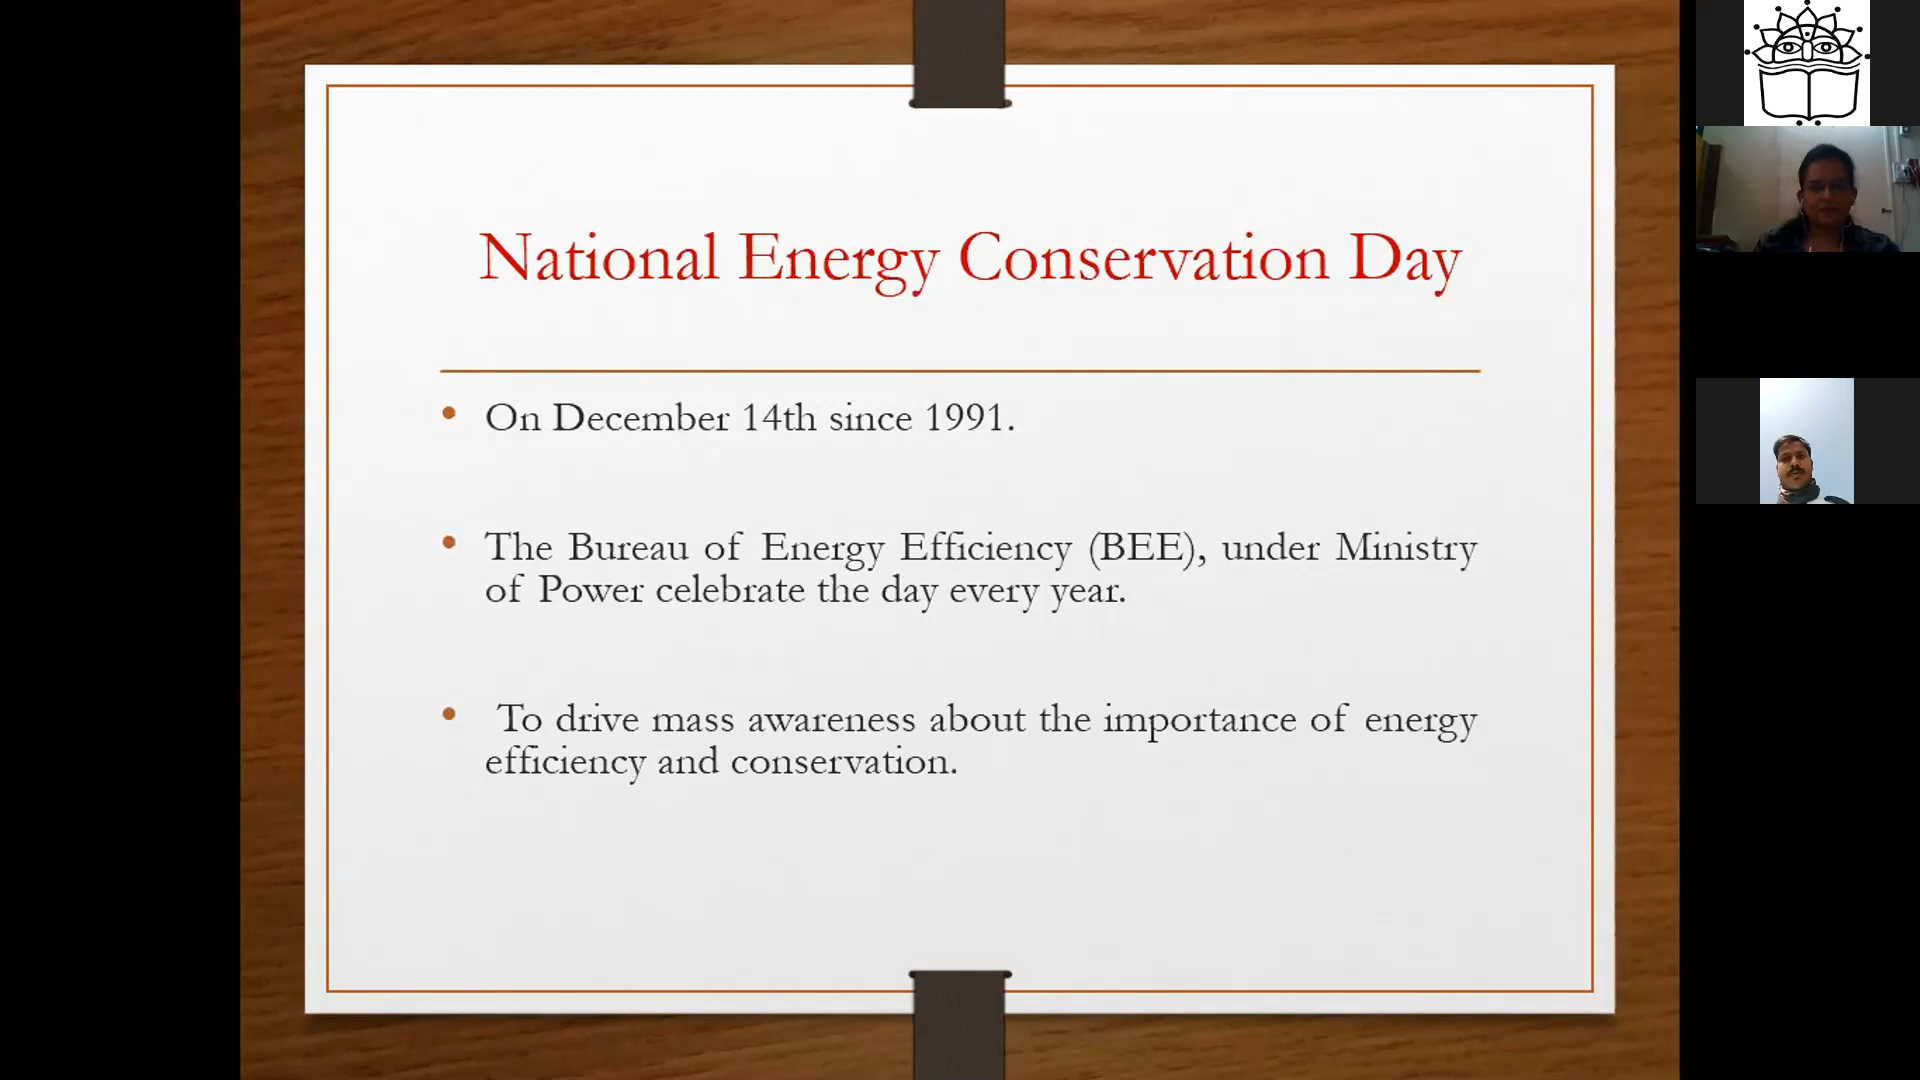 National Energy Conservation Day
• On December 14th since 1991.
• The Bureau of Energy Efficiency (BEE), under Ministry
of Power celebrate the day every year.
• To drive mass awareness about the importance of energy
efficiency and conservation.